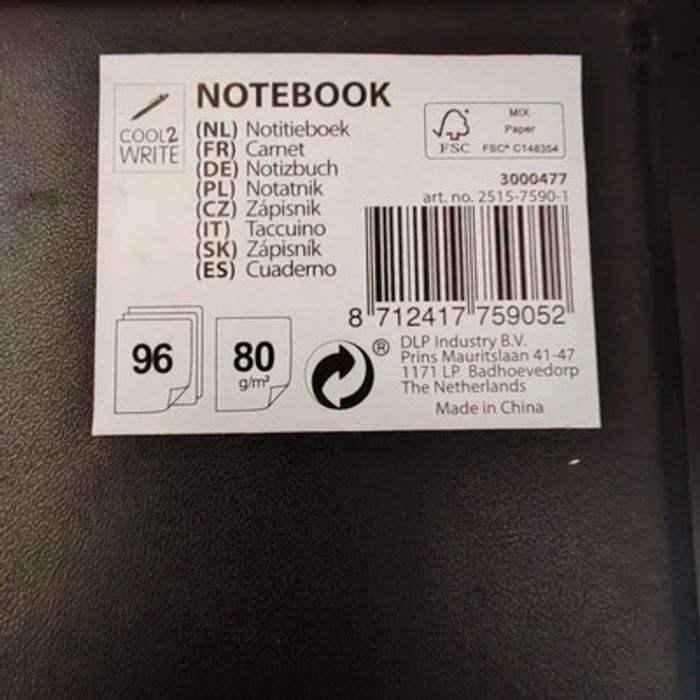 COOL2
WRITE
NOTEBOOK
(NL) Notitieboek
(FR) Carnet
(DE) Notizbuch
(PL) Notatnik
(CZ) Zápisnik
(IT) Taccuino
(SK) Zápisník
(ES) Cuaderno
FSC
MIX
Paper
FSC® C148354
3000477
art. no. 2515-7590-1
8 712417 759052
96
80
g/m²
®
DLP Industry B.V.
Prins Mauritslaan 41-47
1171 LP Badhoevedorp
The Netherlands
Made in China